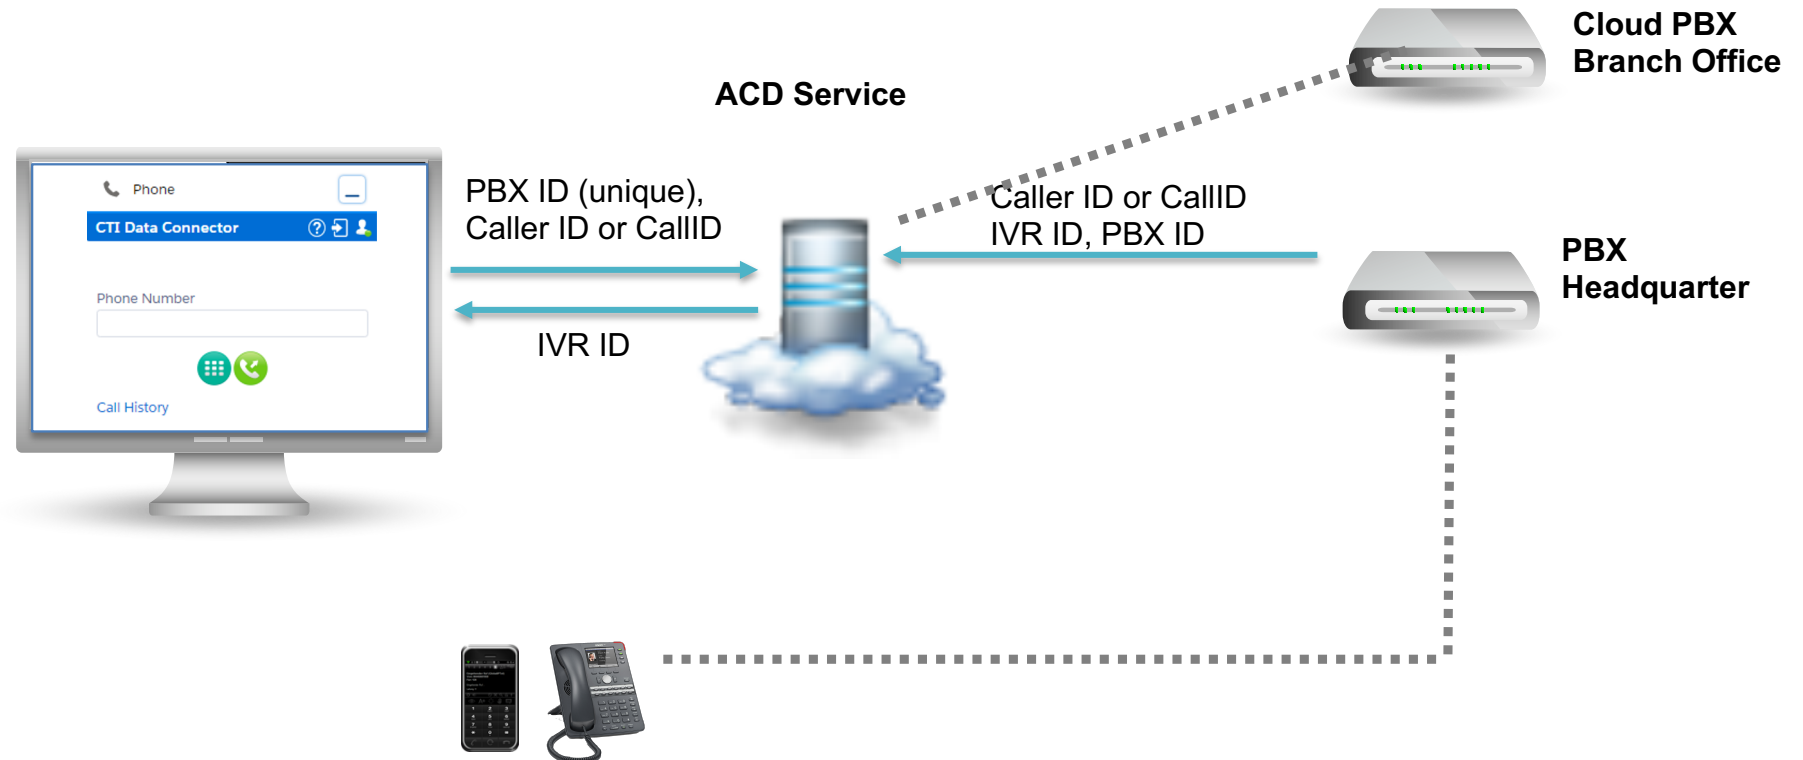 Cloud PBX
Branch Office
ACD Service
Phone
CTI Data Connector
Phone Number
Call History
PBX ID (unique),
Caller ID or CallID
IVR ID
Caller ID or CallID
IVR ID, PBX ID
PBX
Headquarter